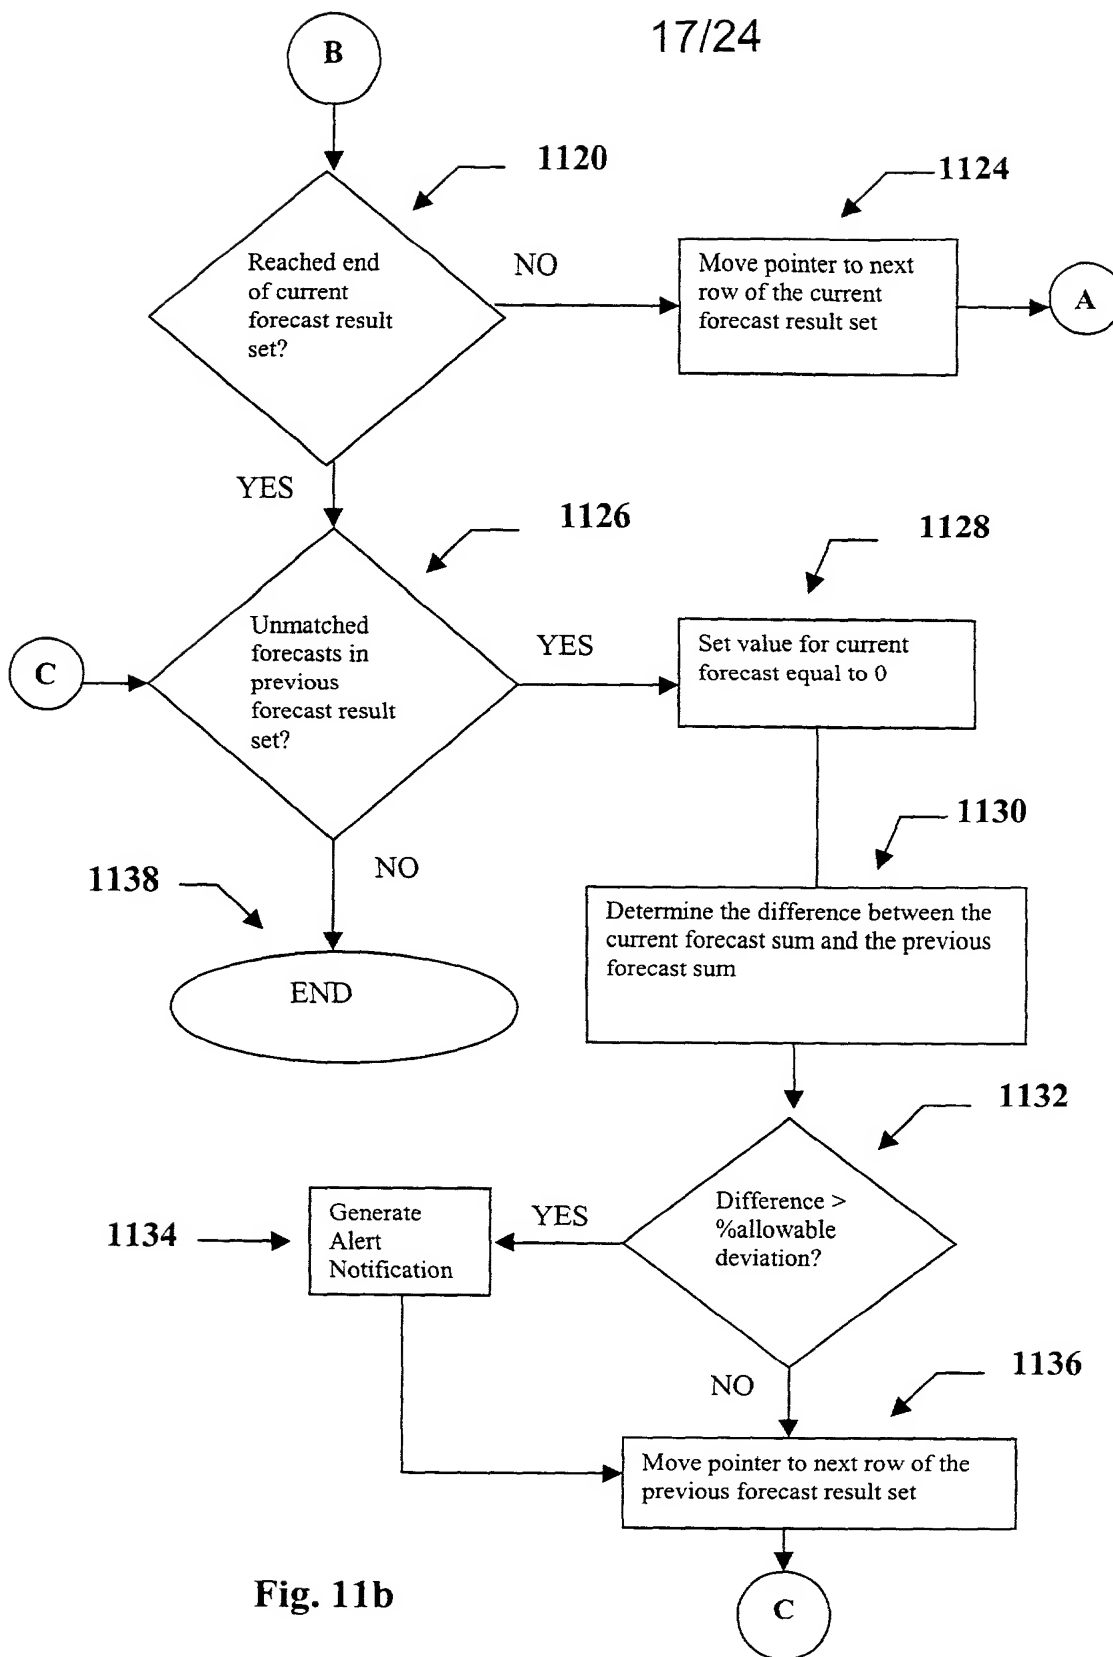 17/24
B
1120
1124
Reached end
of current
forecast result
set?
NO
Move pointer to next
row of the current
forecast result set
A
YES
1126
1128
C
Unmatched
forecasts in
previous
forecast result
set?
YES
Set value for current
forecast equal to 0
1130
1138
NO
Determine the difference between the
current forecast sum and the previous
forecast sum
END
1132
1134
Generate
Alert
Notification
YES
Difference >
%allowable
deviation?
NO
1136
Move pointer to next row of the
previous forecast result set
Fig. 11b
C